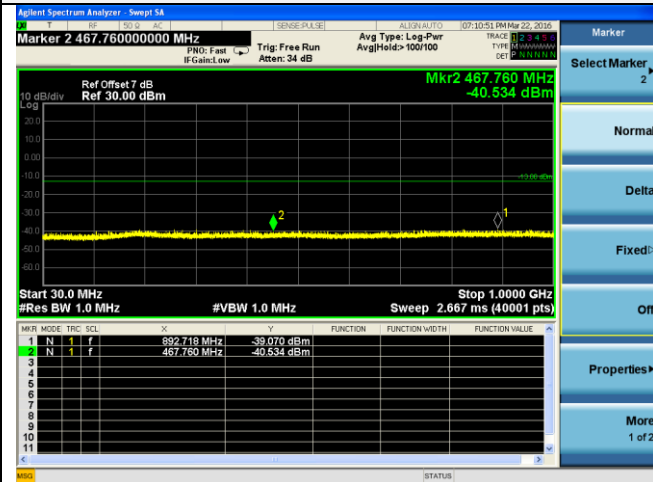 Agilent Spectrum Analyzer - Swept SA
T RF 50 Ω AC SENSE:PULSE ALIGN AUTO 07:10:51 PM Mar 22, 2016
Marker 2 467.760000000 MHz
PNO: Fast
IFGain:Low
Trig: Free Run
Atten: 34 dB
Avg Type: Log-Pwr
Avg|Hold:> 100/100
TRACE 1 2 3 4 5 6
TYPE M WWWWW
DET P N N N N N
Ref Offset 7 dB
10 dB/div Ref 30.00 dBm
Log
Mkr2 467.760 MHz
-40.534 dBm
20.0
10.0
0.00
-10.0
-20.0
-30.0
-40.0
-50.0
-60.0
-13.00 dBm
2
1
Start 30.0 MHz Stop 1.0000 GHz
#Res BW 1.0 MHz #VBW 1.0 MHz Sweep 2.667 ms (40001 pts)
MKR MODE TRC SCL X Y FUNCTION FUNCTION WIDTH FUNCTION VALUE
1 N 1 f 892.718 MHz -39.070 dBm
2 N 1 f 467.760 MHz -40.534 dBm
3
4
5
6
7
8
9
10
11
MSG STATUS
Marker
Select Marker
2
Normal
Delta
Fixed
Off
Properties
More
1 of 2